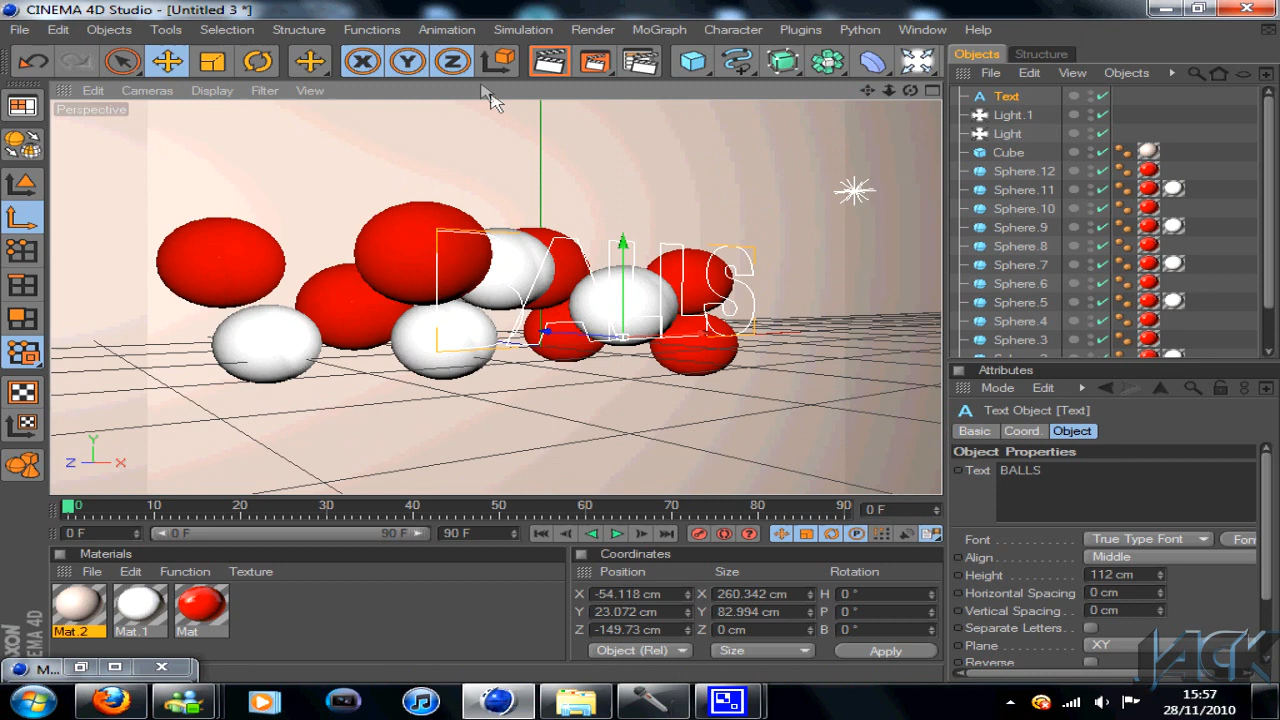 CINEMA 4D Studio - [Untitled 3 *]
File Edit Objects Tools Selection Structure Functions Animation Simulation Render MoGraph Character Plugins Python Window Help
X Y Z
Objects Structure
File Edit View Objects
Edit Cameras Display Filter View
Perspective
Text
Light.1
Light
Cube
Sphere.12
Sphere.11
Sphere.10
Sphere.9
Sphere.8
Sphere.7
Sphere.6
Sphere.5
Sphere.4
Sphere.3
BALLS
Y
Z X
Attributes
Mode Edit
Text Object [Text]
Basic Coord. Object
Object Properties
Text BALLS
Font True Type Font
Align Middle
Height 112 cm
Horizontal Spacing 0 cm
Vertical Spacing 0 cm
Separate Letters
Plane XY
Reverse
0 10 20 30 40 50 60 70 80 90 0 F
0 F 0 F 90 F 90 F
Materials
File Edit Function Texture
Mat.2 Mat.1 Mat
Coordinates
Position Size Rotation
X -54.118 cm X 260.342 cm H 0 °
Y 23.072 cm Y 82.994 cm P 0 °
Z -149.73 cm Z 0 cm B 0 °
Object (Rel) Size Apply
CINEMA 4D
M...
JACK
15:57
28/11/2010